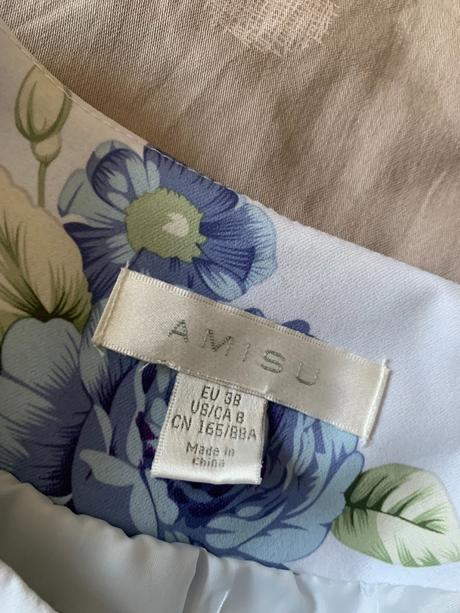 AMISU
EU 38
US/CA 8
CN 165/88A
Made in
China